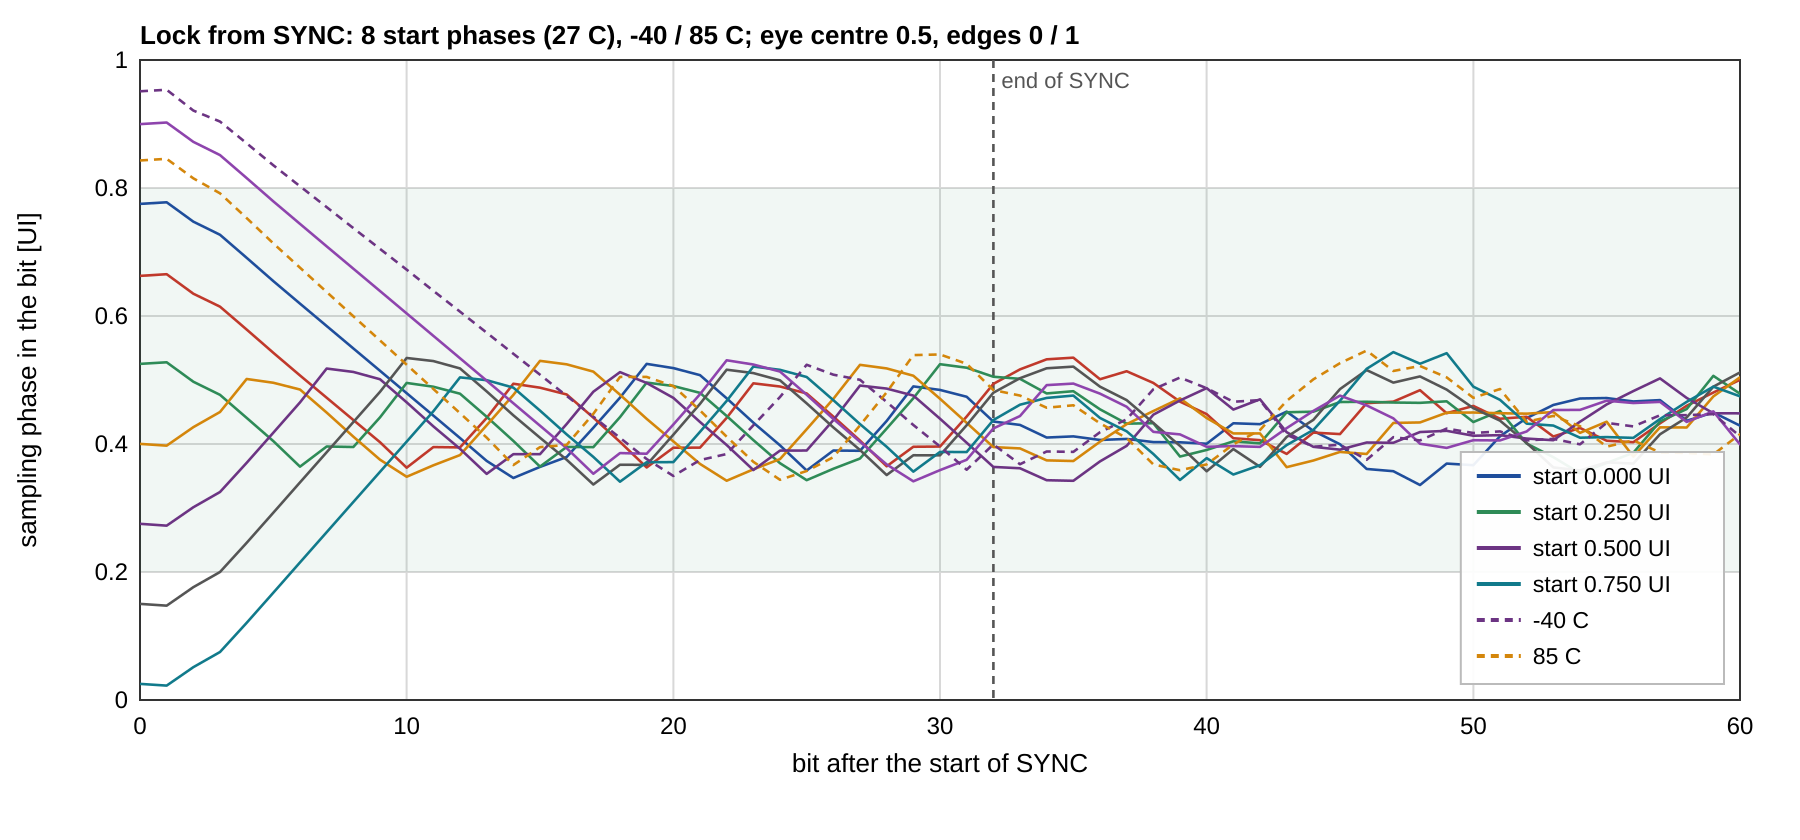 Lock from SYNC: 8 start phases (27 C), -40 / 85 C; eye centre 0.5, edges 0 / 1
end of SYNC
1
0.8
0.6
0.4
0.2
0
sampling phase in the bit [UI]
start 0.000 UI
start 0.250 UI
start 0.500 UI
start 0.750 UI
-40 C
85 C
0 10 20 30 40 50 60
bit after the start of SYNC